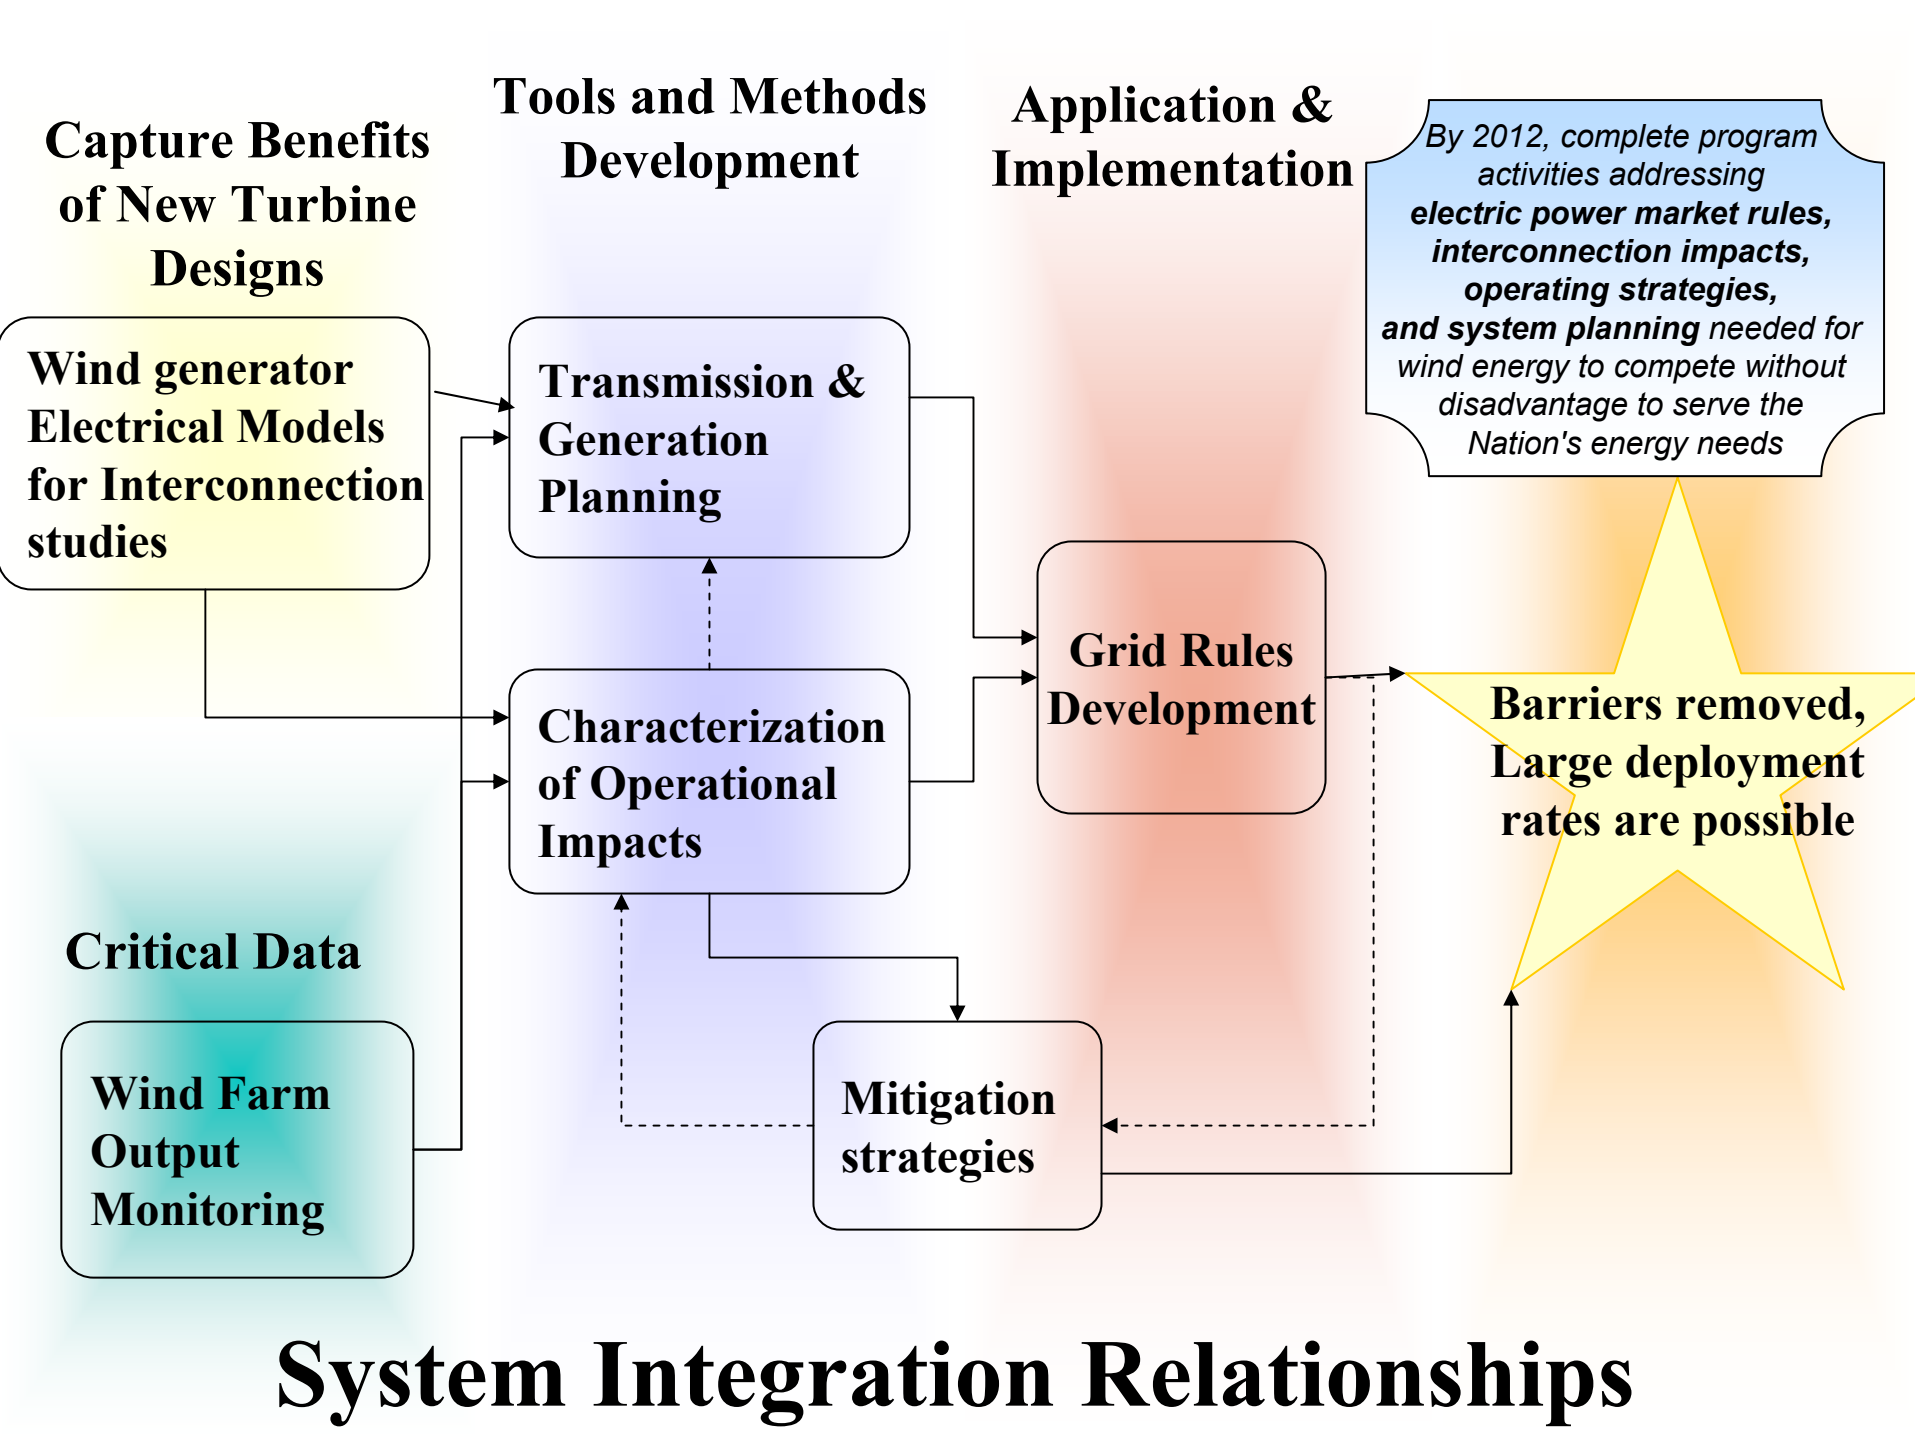 Capture Benefits
of New Turbine
Designs
Wind generator
Electrical Models
for Interconnection
studies
Critical Data
Wind Farm
Output
Monitoring
Tools and Methods
Development
Transmission &
Generation
Planning
Characterization
of Operational
Impacts
Mitigation
strategies
Application &
Implementation
Grid Rules
Development
By 2012, complete program
activities addressing
electric power market rules,
interconnection impacts,
operating strategies,
and system planning needed for
wind energy to compete without
disadvantage to serve the
Nation's energy needs
Barriers removed,
Large deployment
rates are possible
System Integration Relationships